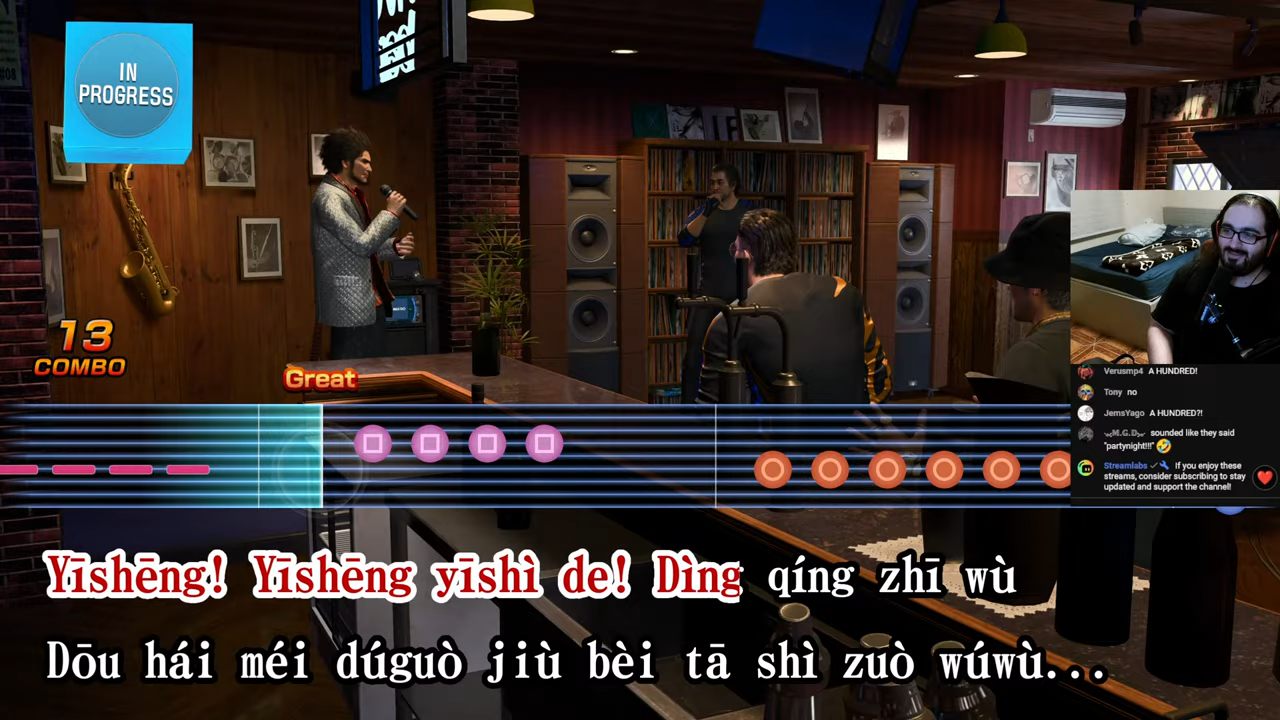 IN
PROGRESS
13
COMBO
Great
Verusmp4 A HUNDRED!
Tony no
JemsYago A HUNDRED?!
sounded like they said
"partynight!!!" 🤣
Streamlabs If you enjoy these
streams, consider subscribing to stay
updated and support the channel!
Yīshēng! Yīshēng yīshì de! Dìng qíng zhī wù
Dōu hái méi dúguò jiù bèi tā shì zuò wúwù...